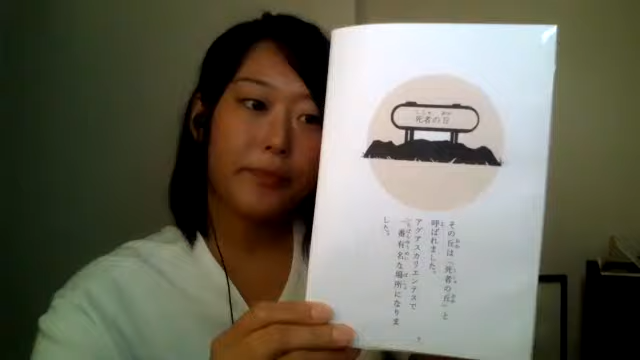 死者の丘
その丘は「死者の丘」と
呼ばれました。
アグアスカリエンテスで
一番有名な場所になりま
した。